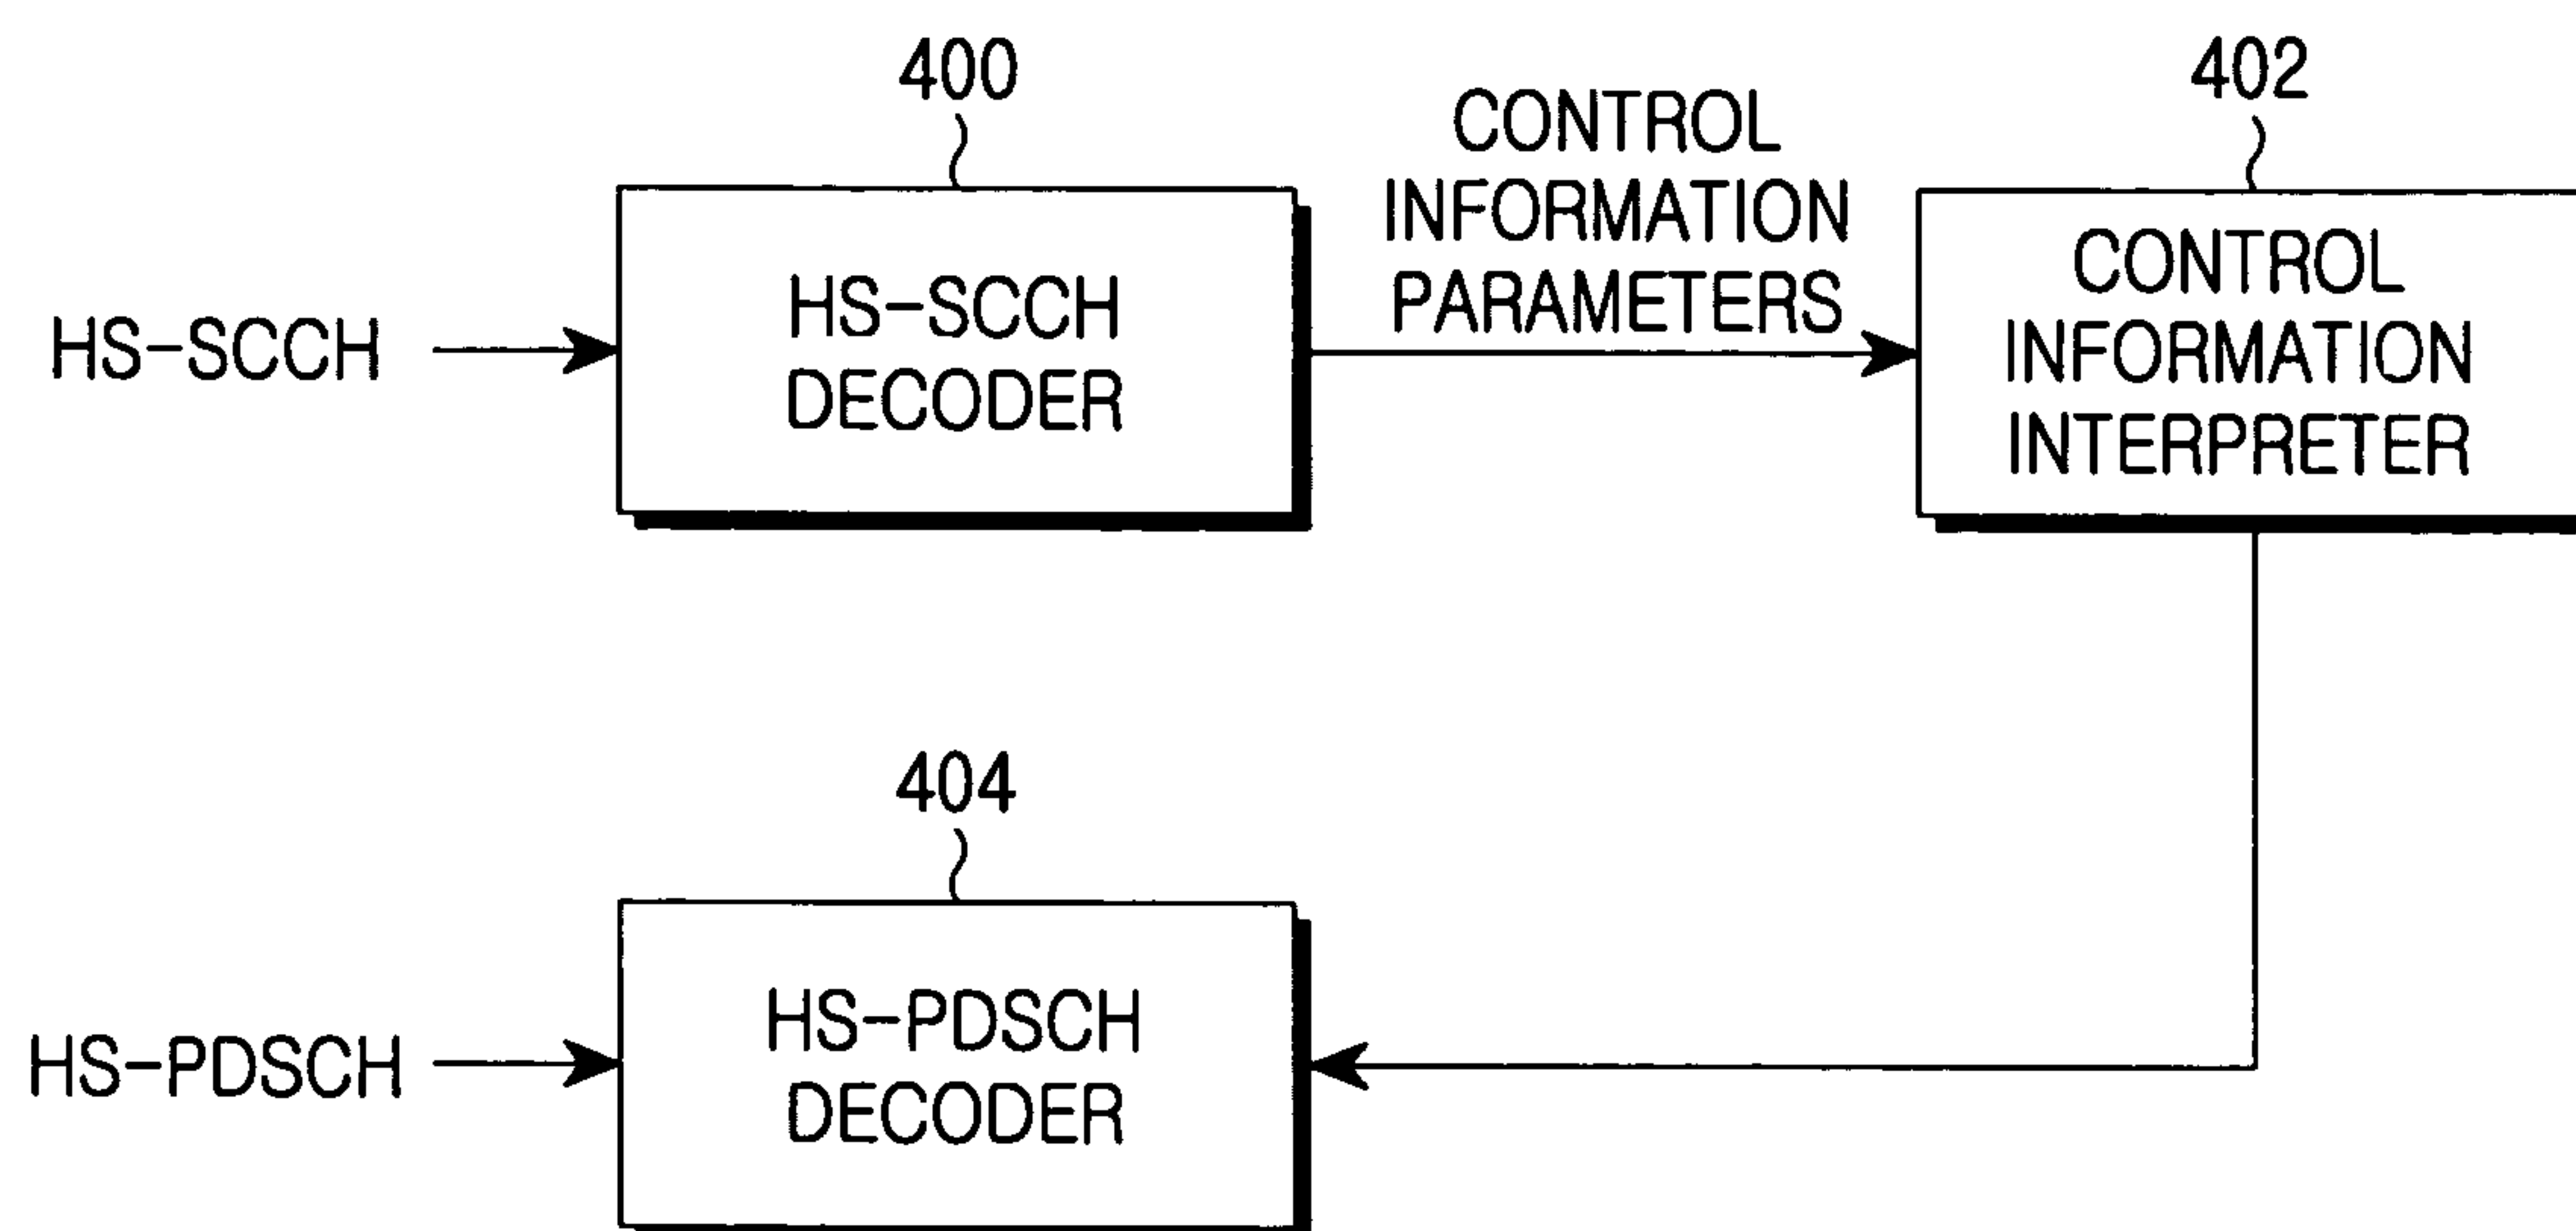 400
402
CONTROL
INFORMATION
PARAMETERS
HS-SCCH
HS-SCCH
DECODER
CONTROL
INFORMATION
INTERPRETER
404
HS-PDSCH
HS-PDSCH
DECODER